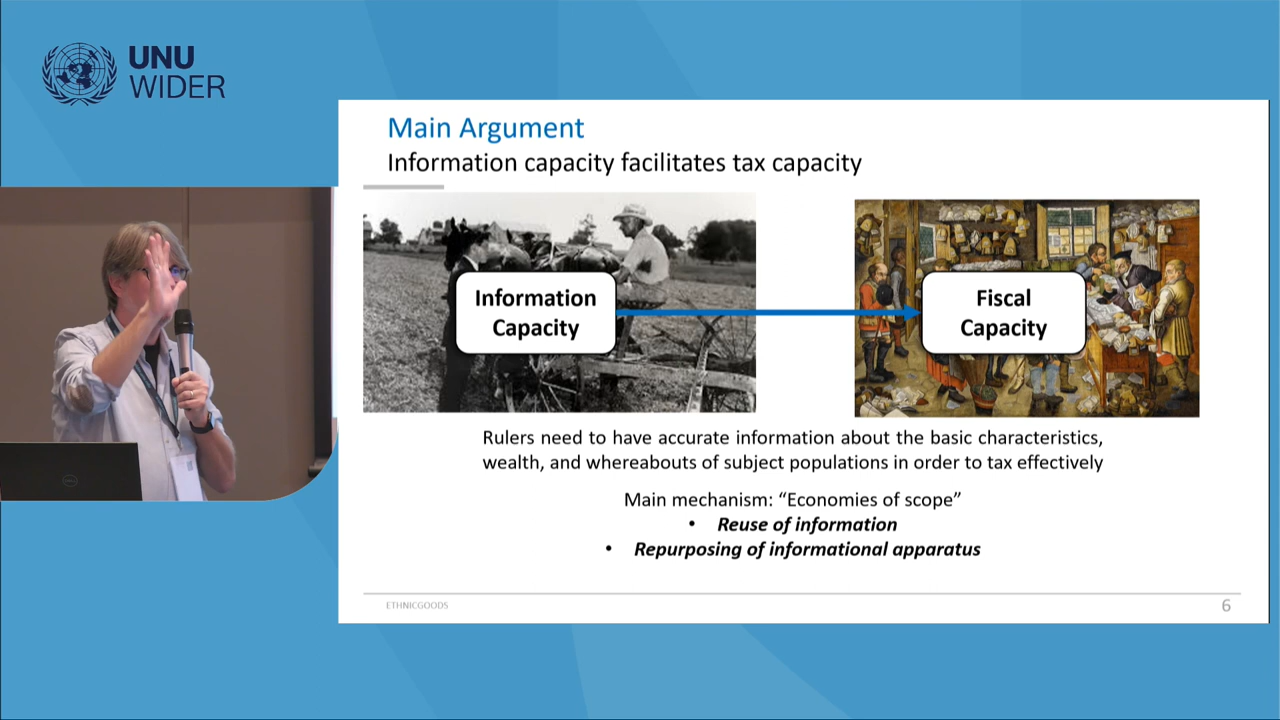 UNU
WIDER
Main Argument
Information capacity facilitates tax capacity
Information
Capacity
Fiscal
Capacity
Rulers need to have accurate information about the basic characteristics,
wealth, and whereabouts of subject populations in order to tax effectively
Main mechanism: “Economies of scope”
• Reuse of information
• Repurposing of informational apparatus
ETHNICGOODS
6